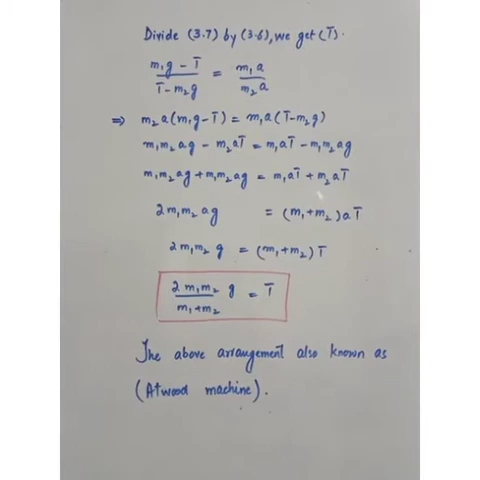 Divide (3.7) by (3.6), we get (T).
m₁g - T / T - m₂g = m₁a / m₂a
⇒ m₂a(m₁g - T) = m₁a(T - m₂g)
m₁m₂ag - m₂aT = m₁aT - m₁m₂ag
m₁m₂ag + m₁m₂ag = m₁aT + m₂aT
2m₁m₂ag = (m₁+m₂)aT
2m₁m₂g = (m₁+m₂)T
2m₁m₂ / m₁+m₂ g = T
The above arrangement also known as
(Atwood machine).